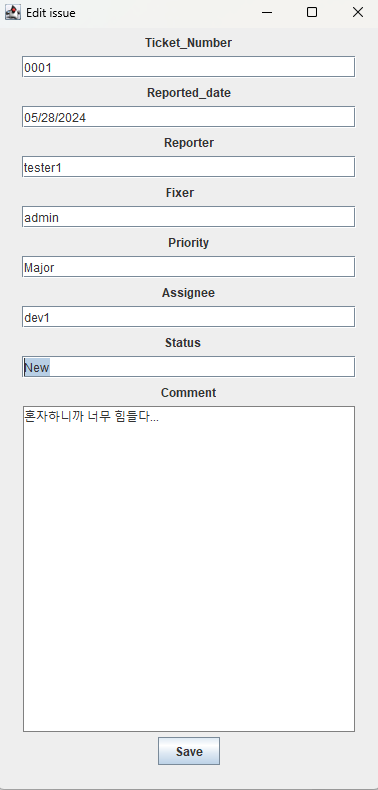 Edit issue
Ticket_Number
0001
Reported_date
05/28/2024
Reporter
tester1
Fixer
admin
Priority
Major
Assignee
dev1
Status
New
Comment
혼자하니까 너무 힘들다...
Save